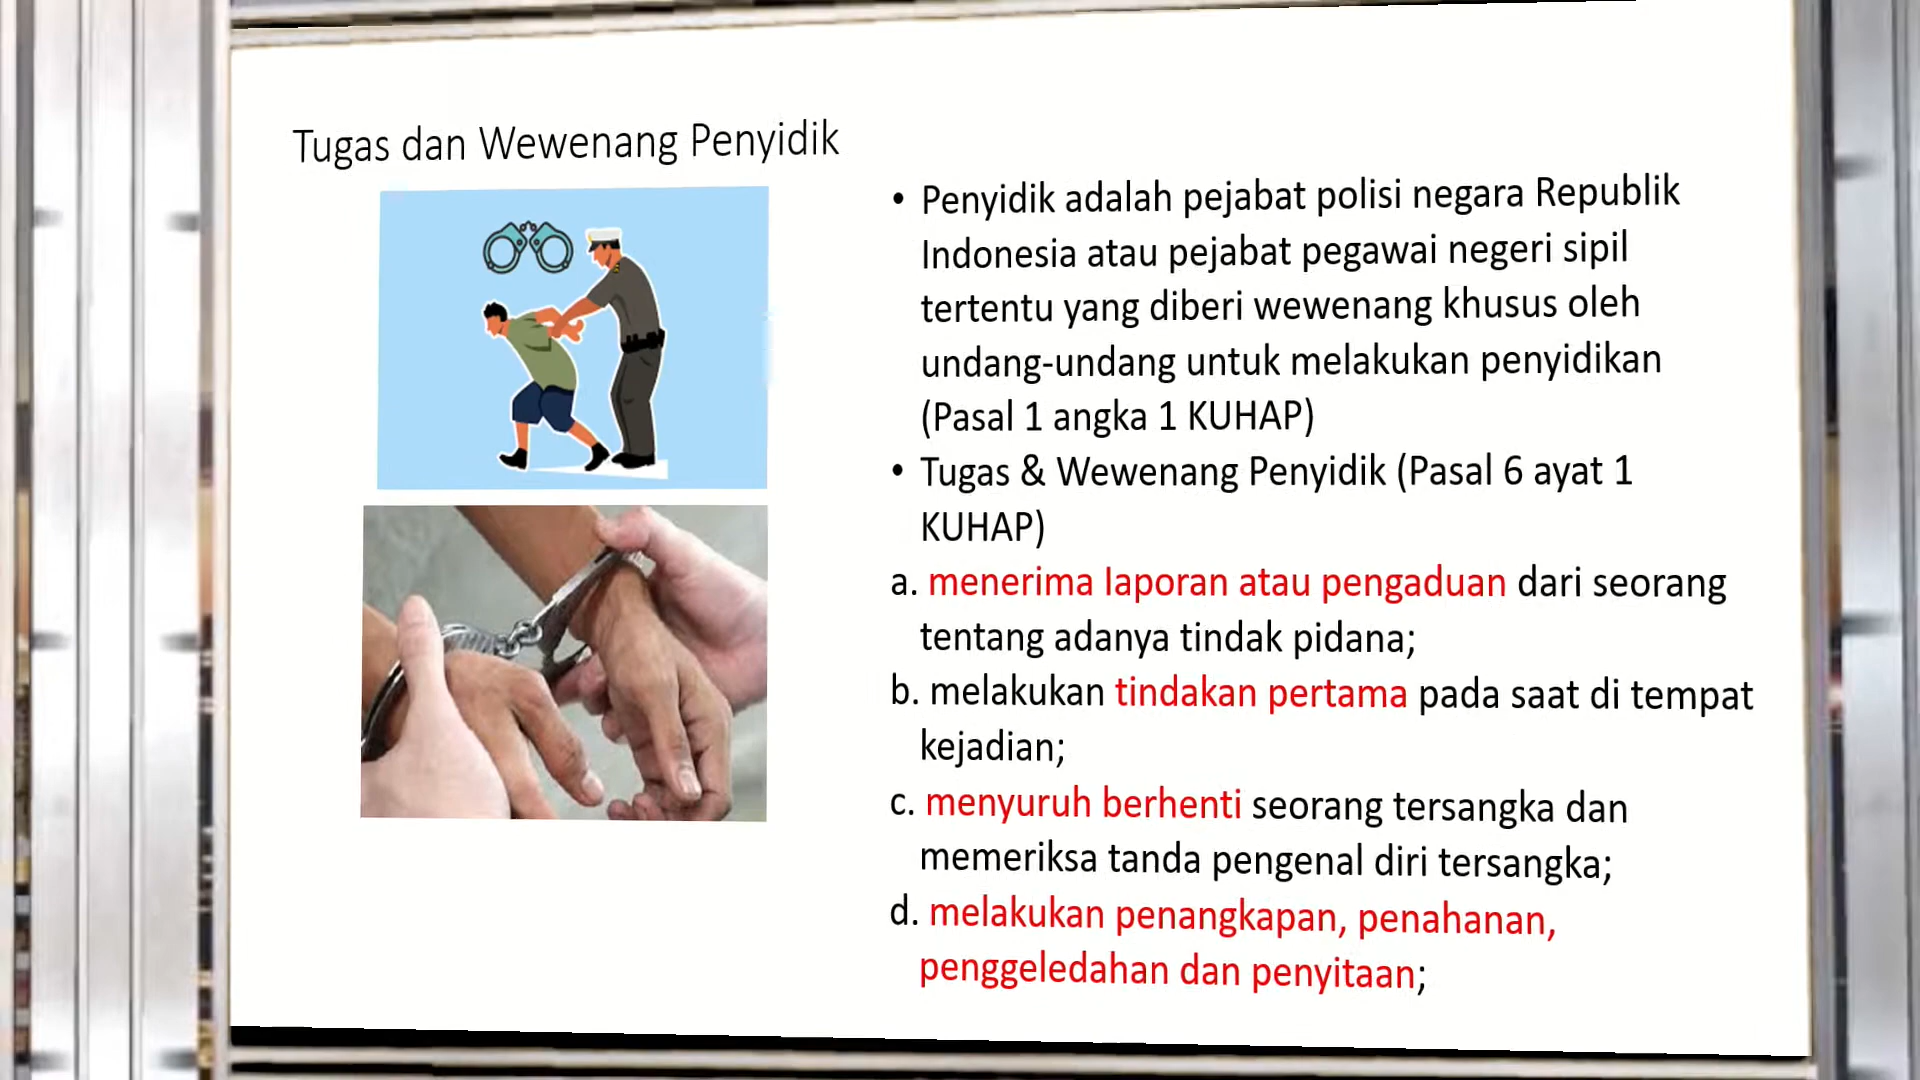 Tugas dan Wewenang Penyidik
• Penyidik adalah pejabat polisi negara Republik
Indonesia atau pejabat pegawai negeri sipil
tertentu yang diberi wewenang khusus oleh
undang-undang untuk melakukan penyidikan
(Pasal 1 angka 1 KUHAP)
• Tugas & Wewenang Penyidik (Pasal 6 ayat 1
KUHAP)
a. menerima laporan atau pengaduan dari seorang
tentang adanya tindak pidana;
b. melakukan tindakan pertama pada saat di tempat
kejadian;
c. menyuruh berhenti seorang tersangka dan
memeriksa tanda pengenal diri tersangka;
d. melakukan penangkapan, penahanan,
penggeledahan dan penyitaan;